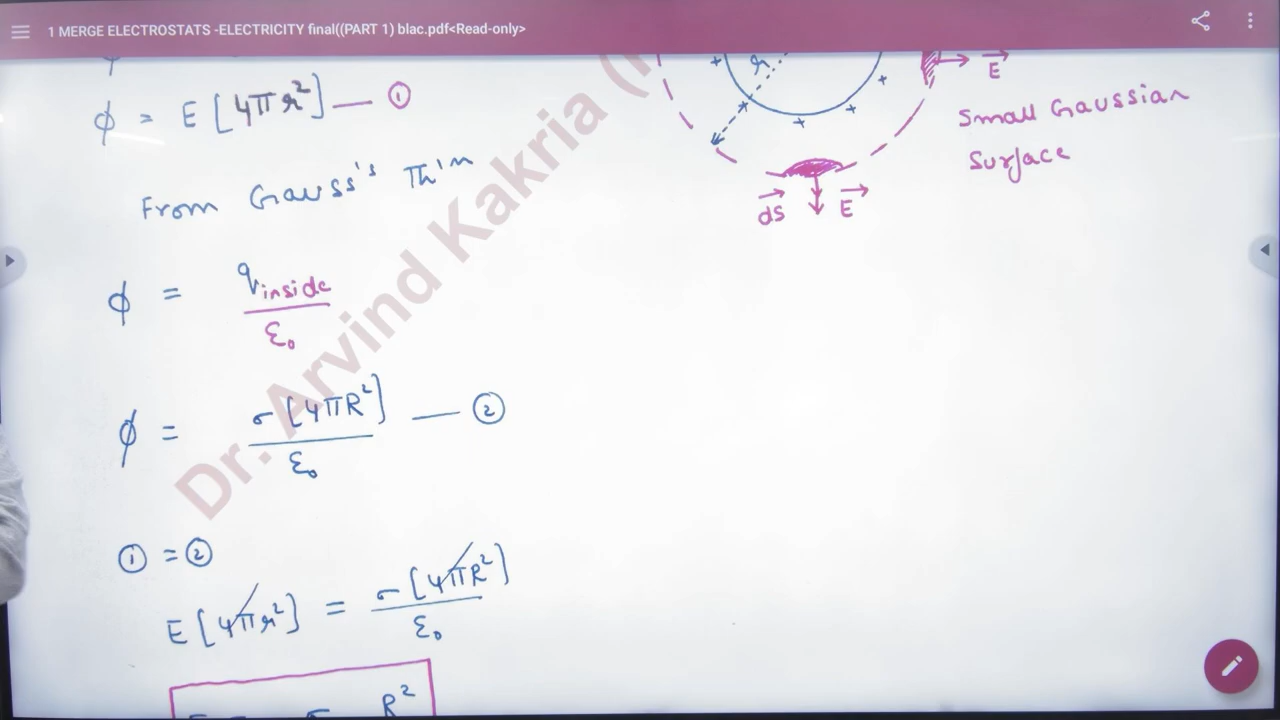 1 MERGE ELECTROSTATS -ELECTRICITY final((PART 1) blac.pdf<Read-only>
ϕ = E [4πr²] — ①
From Gauss's Th'm
ϕ = q inside / ε₀
ϕ = σ [4πR²] / ε₀ — ②
① = ②
E [4πr²] = σ [4πR²] / ε₀
R²
r
+ + + + +
E
Small Gaussian
Surface
ds E
Dr. Arvind Kakria